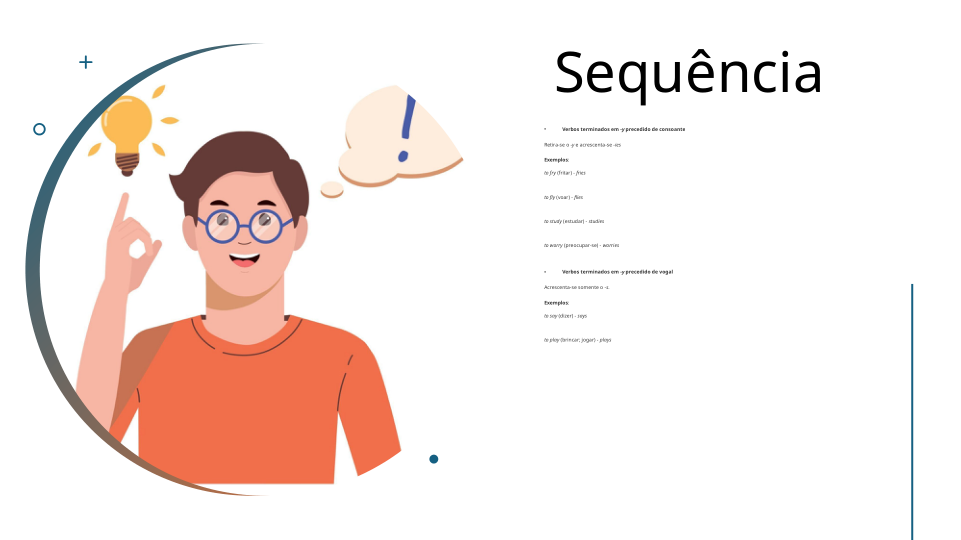 Sequência
• Verbos terminados em -y precedido de consoante
Retira-se o -y e acrescenta-se -ies
Exemplos:
to fry (fritar) - fries
to fly (voar) - flies
to study (estudar) - studies
to worry (preocupar-se) - worries
• Verbos terminados em -y precedido de vogal
Acrescenta-se somente o -s.
Exemplos:
to say (dizer) - says
to play (brincar; jogar) - plays